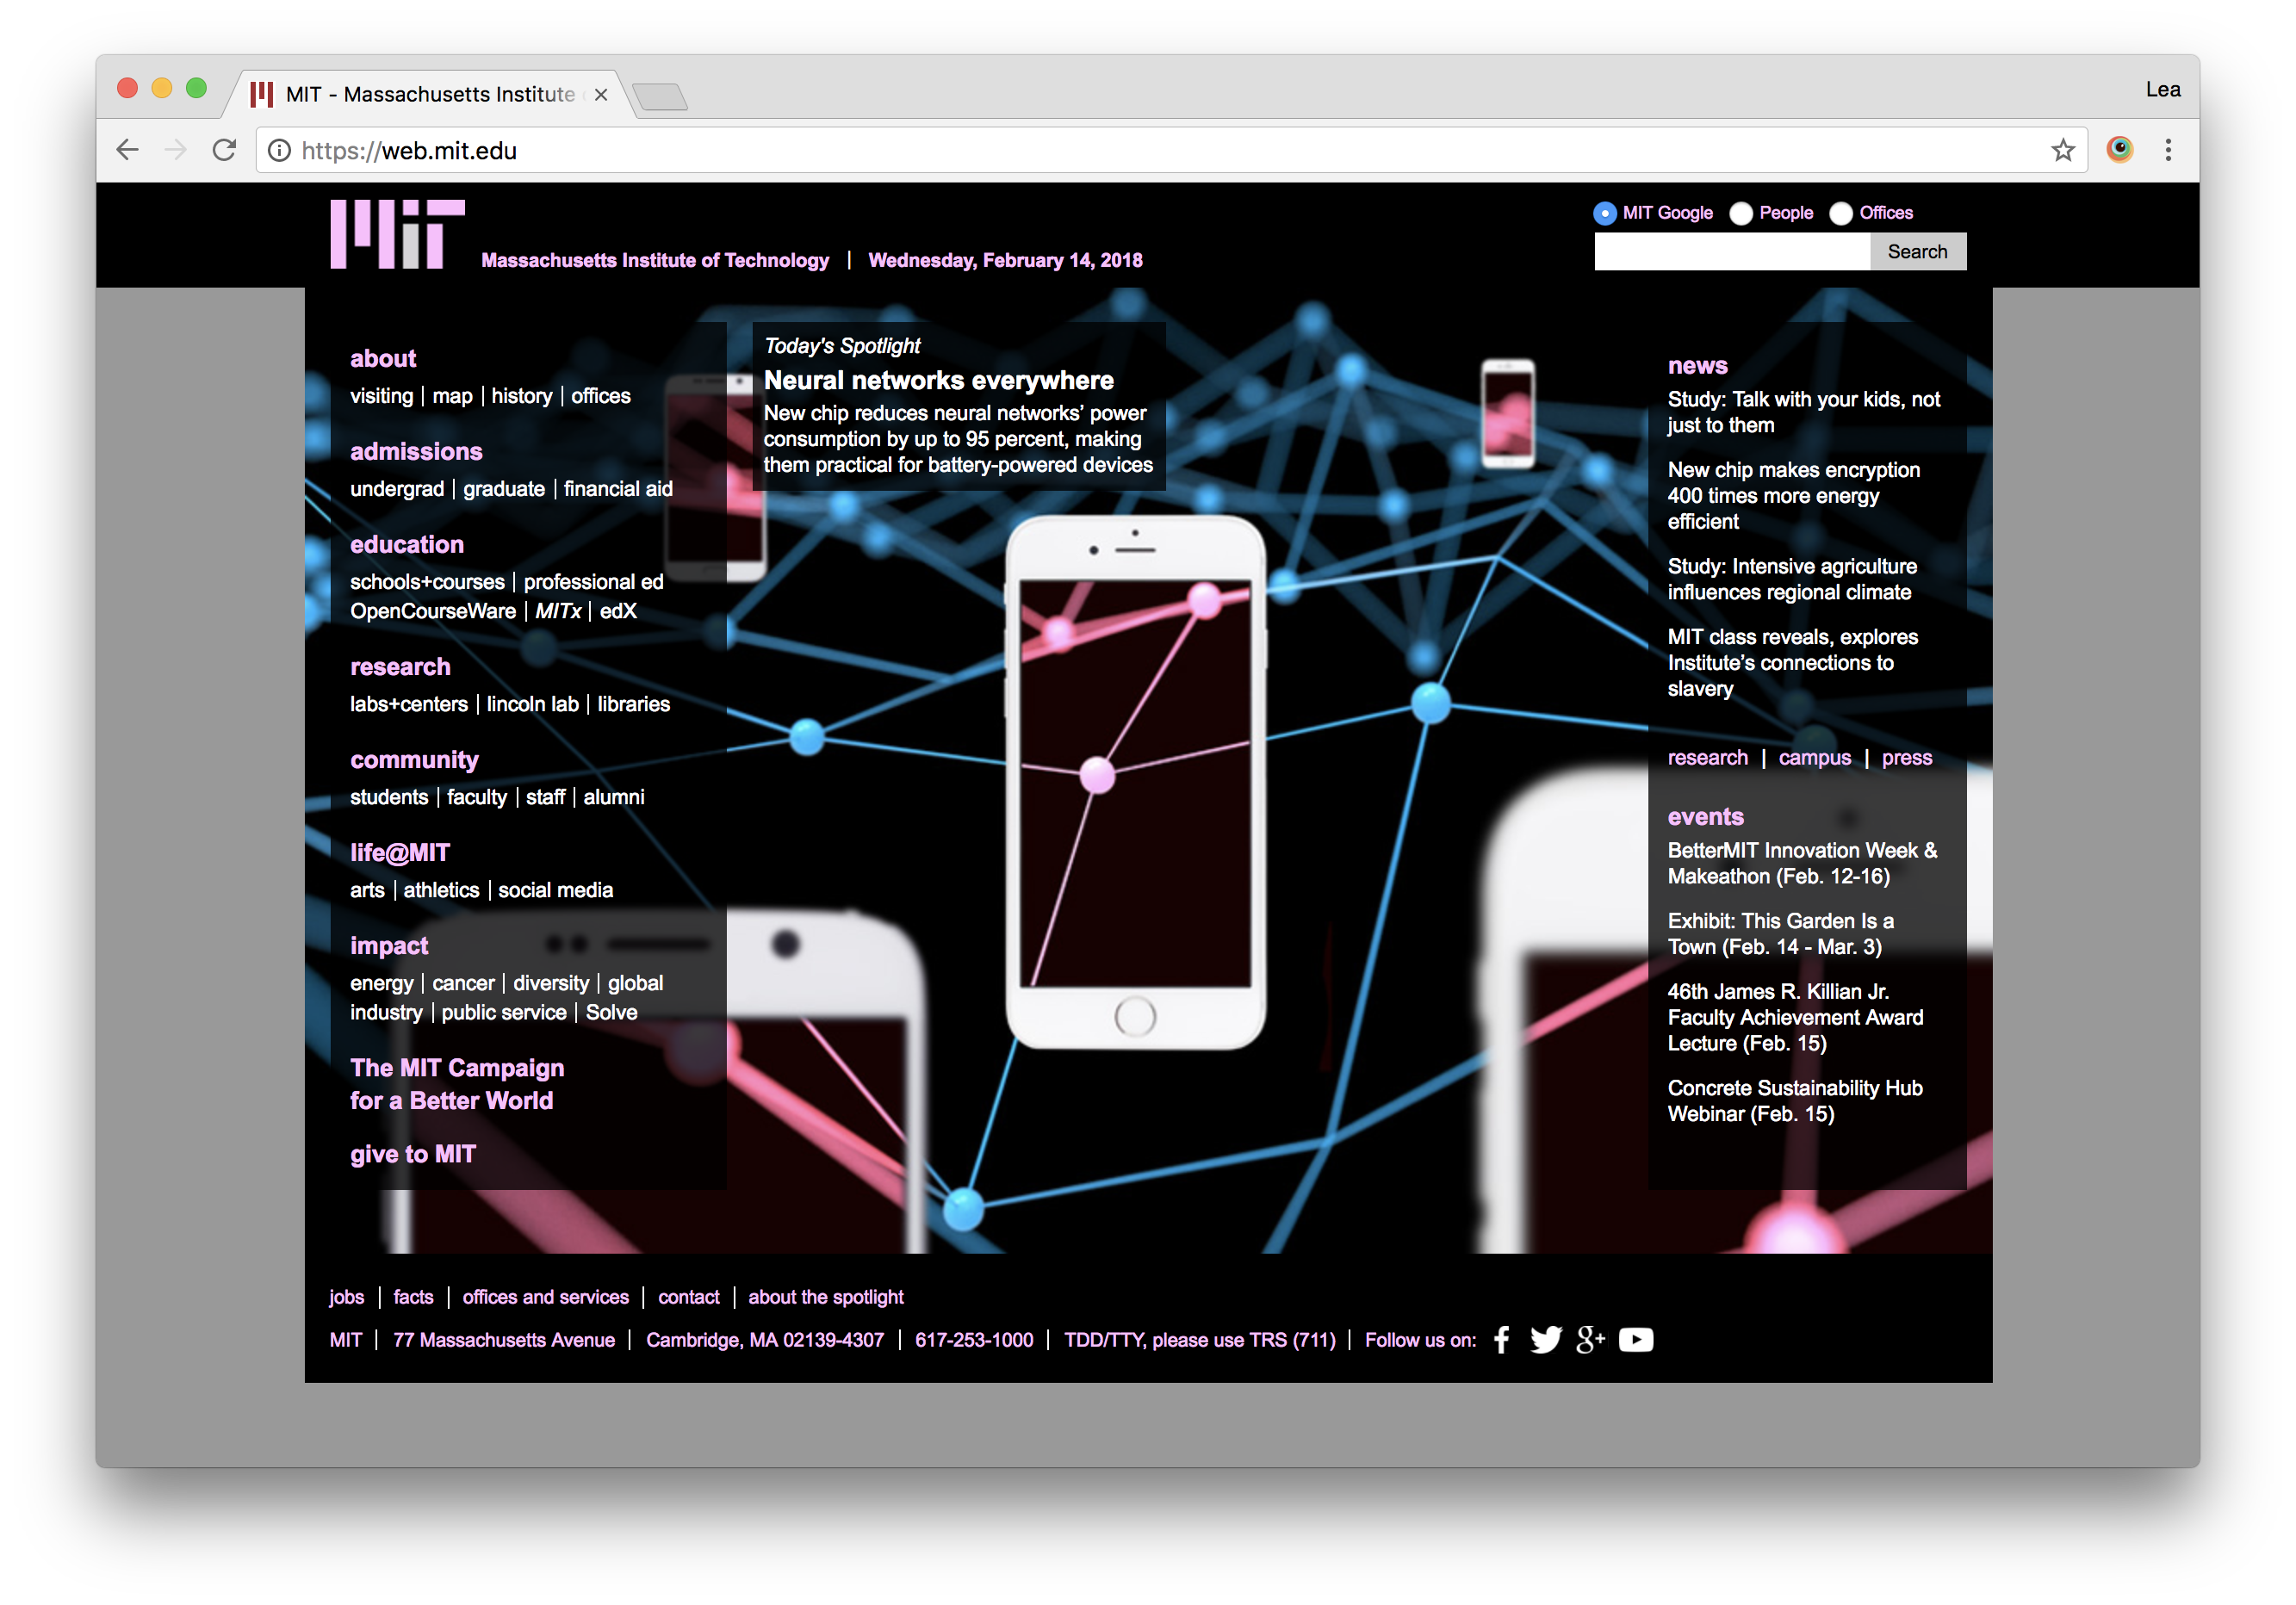 MIT - Massachusetts Institute
Lea
https://web.mit.edu
MIT
Massachusetts Institute of Technology | Wednesday, February 14, 2018
MIT Google People Offices
Search
about
visiting | map | history | offices
admissions
undergrad | graduate | financial aid
education
schools+courses | professional ed
OpenCourseWare | MITx | edX
research
labs+centers | lincoln lab | libraries
community
students | faculty | staff | alumni
life@MIT
arts | athletics | social media
impact
energy | cancer | diversity | global
industry | public service | Solve
The MIT Campaign
for a Better World
give to MIT
Today's Spotlight
Neural networks everywhere
New chip reduces neural networks’ power
consumption by up to 95 percent, making
them practical for battery-powered devices
news
Study: Talk with your kids, not
just to them
New chip makes encryption
400 times more energy
efficient
Study: Intensive agriculture
influences regional climate
MIT class reveals, explores
Institute’s connections to
slavery
research | campus | press
events
BetterMIT Innovation Week &
Makeathon (Feb. 12-16)
Exhibit: This Garden Is a
Town (Feb. 14 - Mar. 3)
46th James R. Killian Jr.
Faculty Achievement Award
Lecture (Feb. 15)
Concrete Sustainability Hub
Webinar (Feb. 15)
jobs | facts | offices and services | contact | about the spotlight
MIT | 77 Massachusetts Avenue | Cambridge, MA 02139-4307 | 617-253-1000 | TDD/TTY, please use TRS (711) | Follow us on: f g+